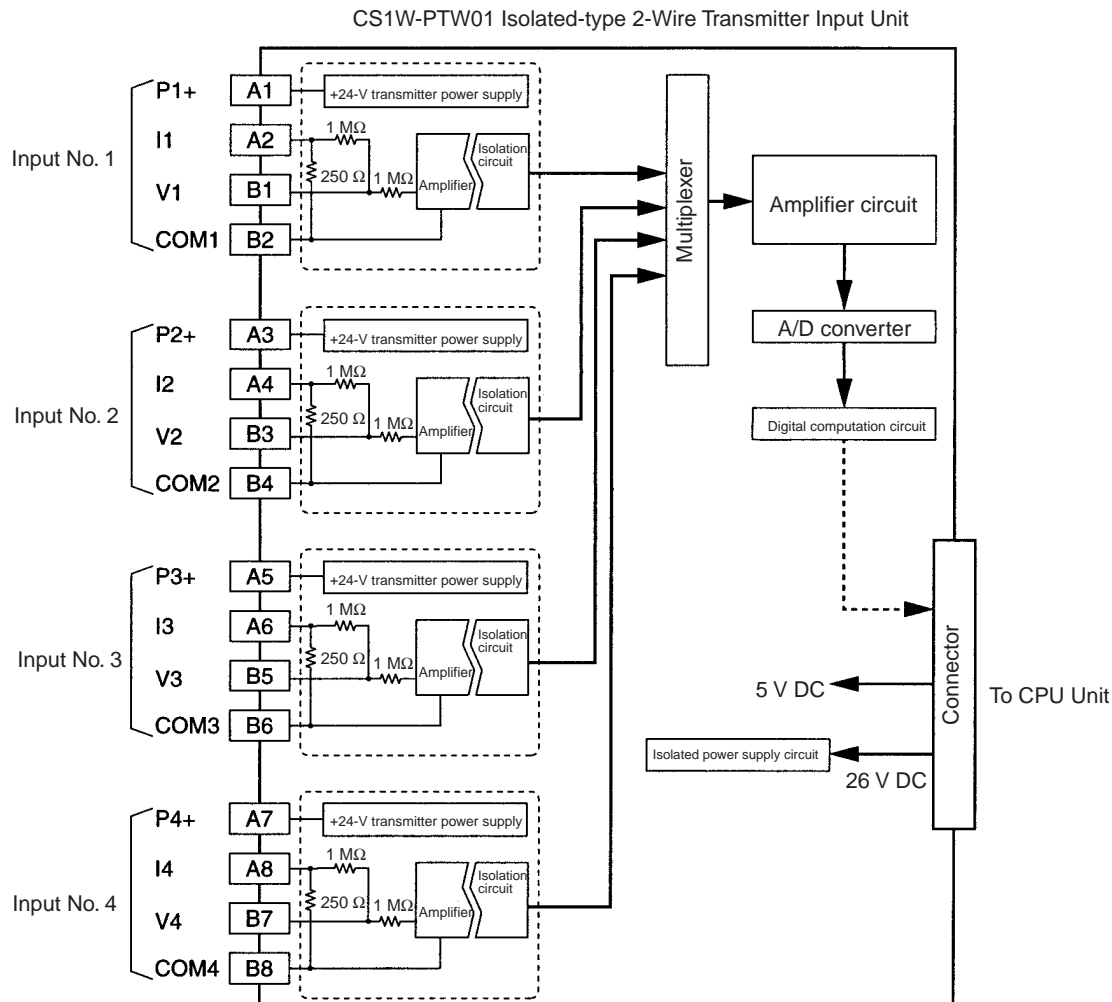 CS1W-PTW01 Isolated-type 2-Wire Transmitter Input Unit
Input No. 1
P1+ A1 +24-V transmitter power supply
I1 A2 1 MΩ
250 Ω 1 MΩ Amplifier Isolation circuit
V1 B1
COM1 B2
Input No. 2
P2+ A3 +24-V transmitter power supply
I2 A4 1 MΩ
250 Ω 1 MΩ Amplifier Isolation circuit
V2 B3
COM2 B4
Input No. 3
P3+ A5 +24-V transmitter power supply
I3 A6 1 MΩ
250 Ω 1 MΩ Amplifier Isolation circuit
V3 B5
COM3 B6
Input No. 4
P4+ A7 +24-V transmitter power supply
I4 A8 1 MΩ
250 Ω 1 MΩ Amplifier Isolation circuit
V4 B7
COM4 B8
Multiplexer
Amplifier circuit
A/D converter
Digital computation circuit
Connector
To CPU Unit
5 V DC
Isolated power supply circuit
26 V DC